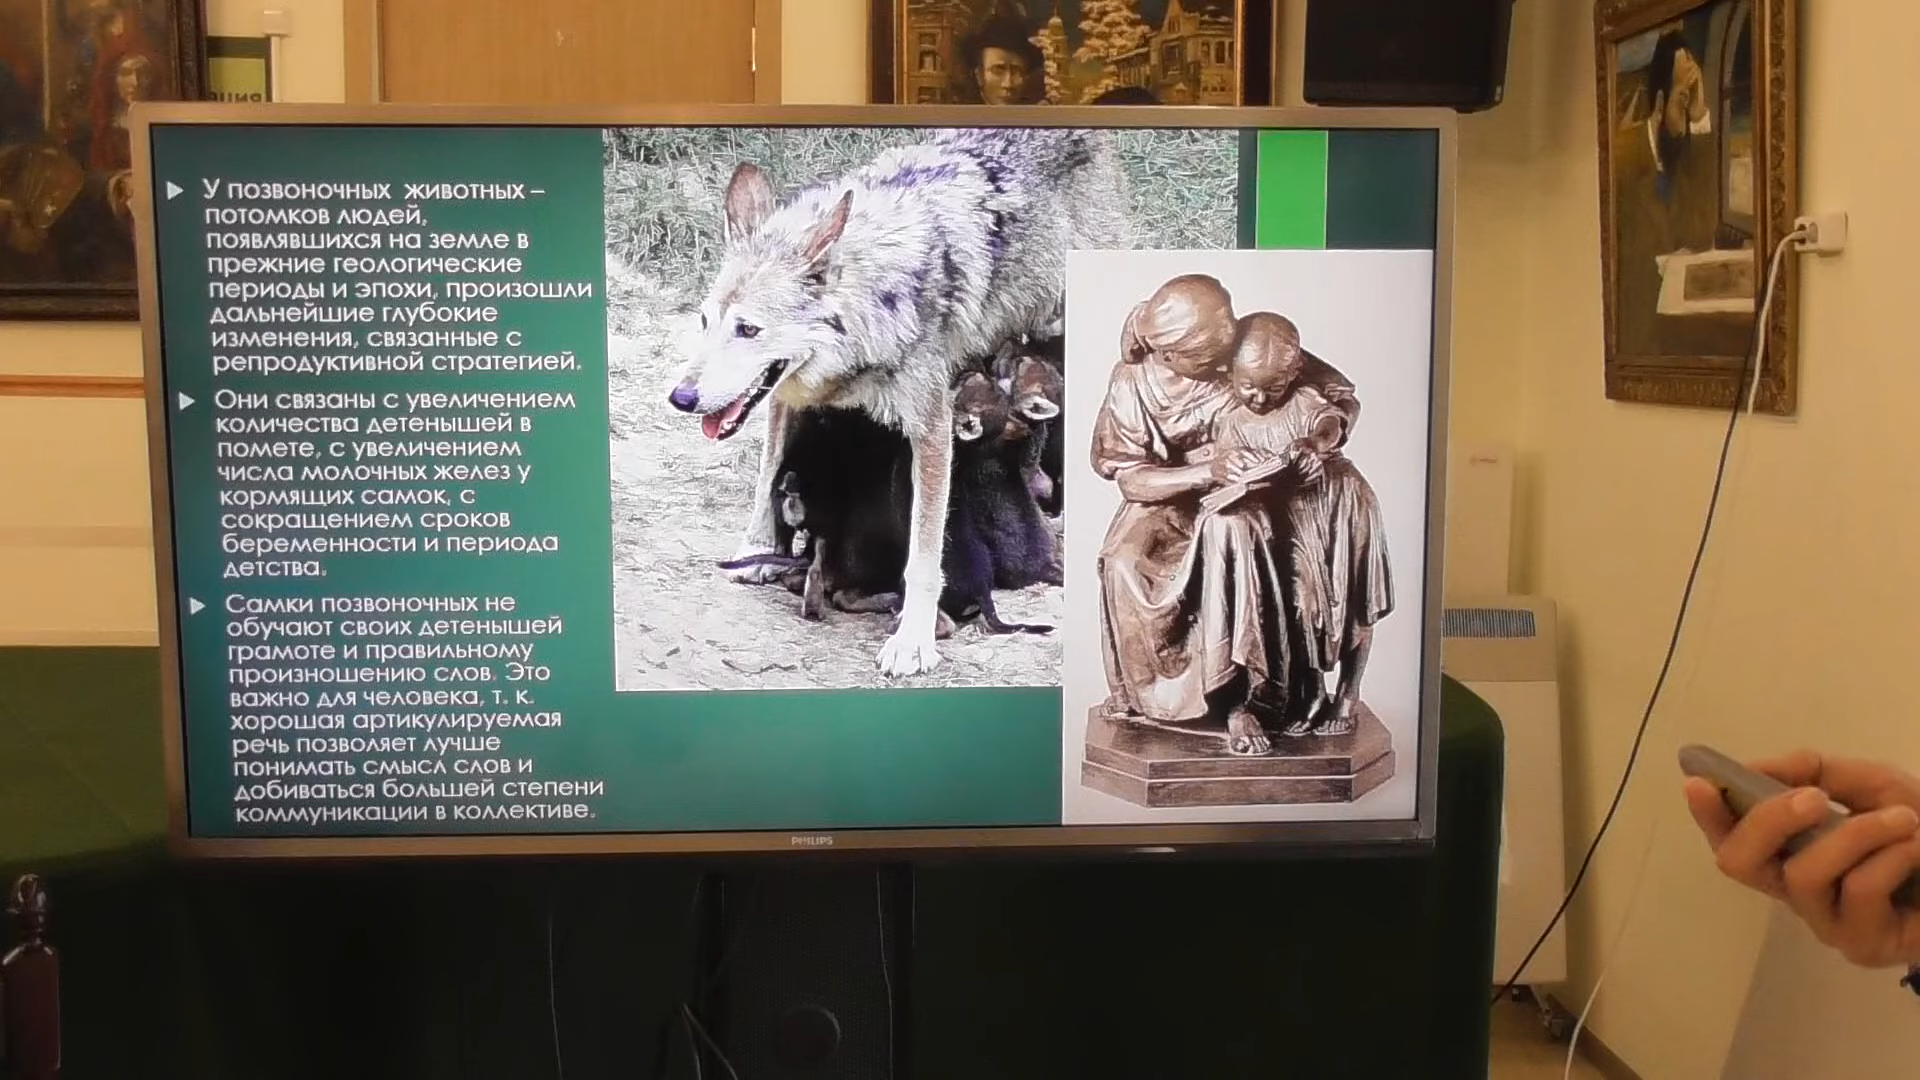 У позвоночных животных –
потомков людей,
появлявшихся на земле в
прежние геологические
периоды и эпохи, произошли
дальнейшие глубокие
изменения, связанные с
репродуктивной стратегией.
Они связаны с увеличением
количества детенышей в
помете, с увеличением
числа молочных желез у
кормящих самок, с
сокращением сроков
беременности и периода
детства.
Самки позвоночных не
обучают своих детенышей
грамоте и правильному
произношению слов. Это
важно для человека, т. к.
хорошая артикулируемая
речь позволяет лучше
понимать смысл слов и
добиваться большей степени
коммуникации в коллективе.
PHILIPS